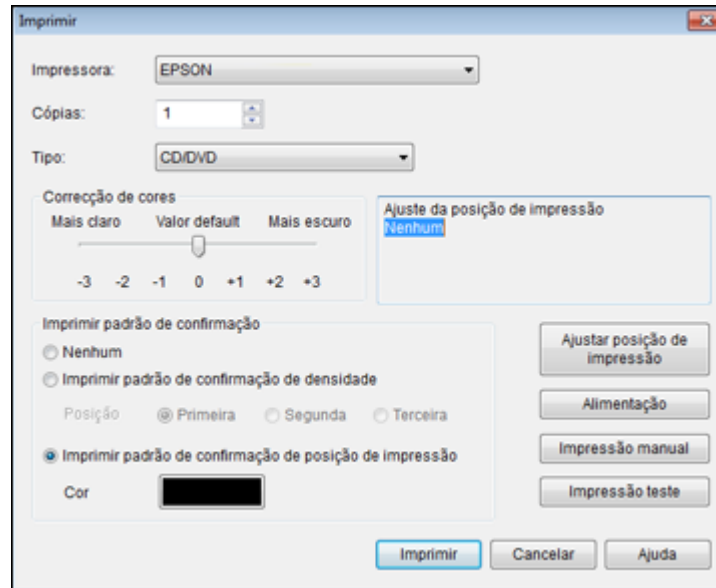 Imprimir
Impressora: EPSON
Cópias: 1
Tipo: CD/DVD
Correcção de cores
Mais claro Valor default Mais escuro
-3 -2 -1 0 +1 +2 +3
Ajuste da posição de impressão
Nenhum
Imprimir padrão de confirmação
Nenhum
Imprimir padrão de confirmação de densidade
Posição Primeira Segunda Terceira
Imprimir padrão de confirmação de posição de impressão
Cor
Ajustar posição de
impressão
Alimentação
Impressão manual
Impressão teste
Imprimir Cancelar Ajuda